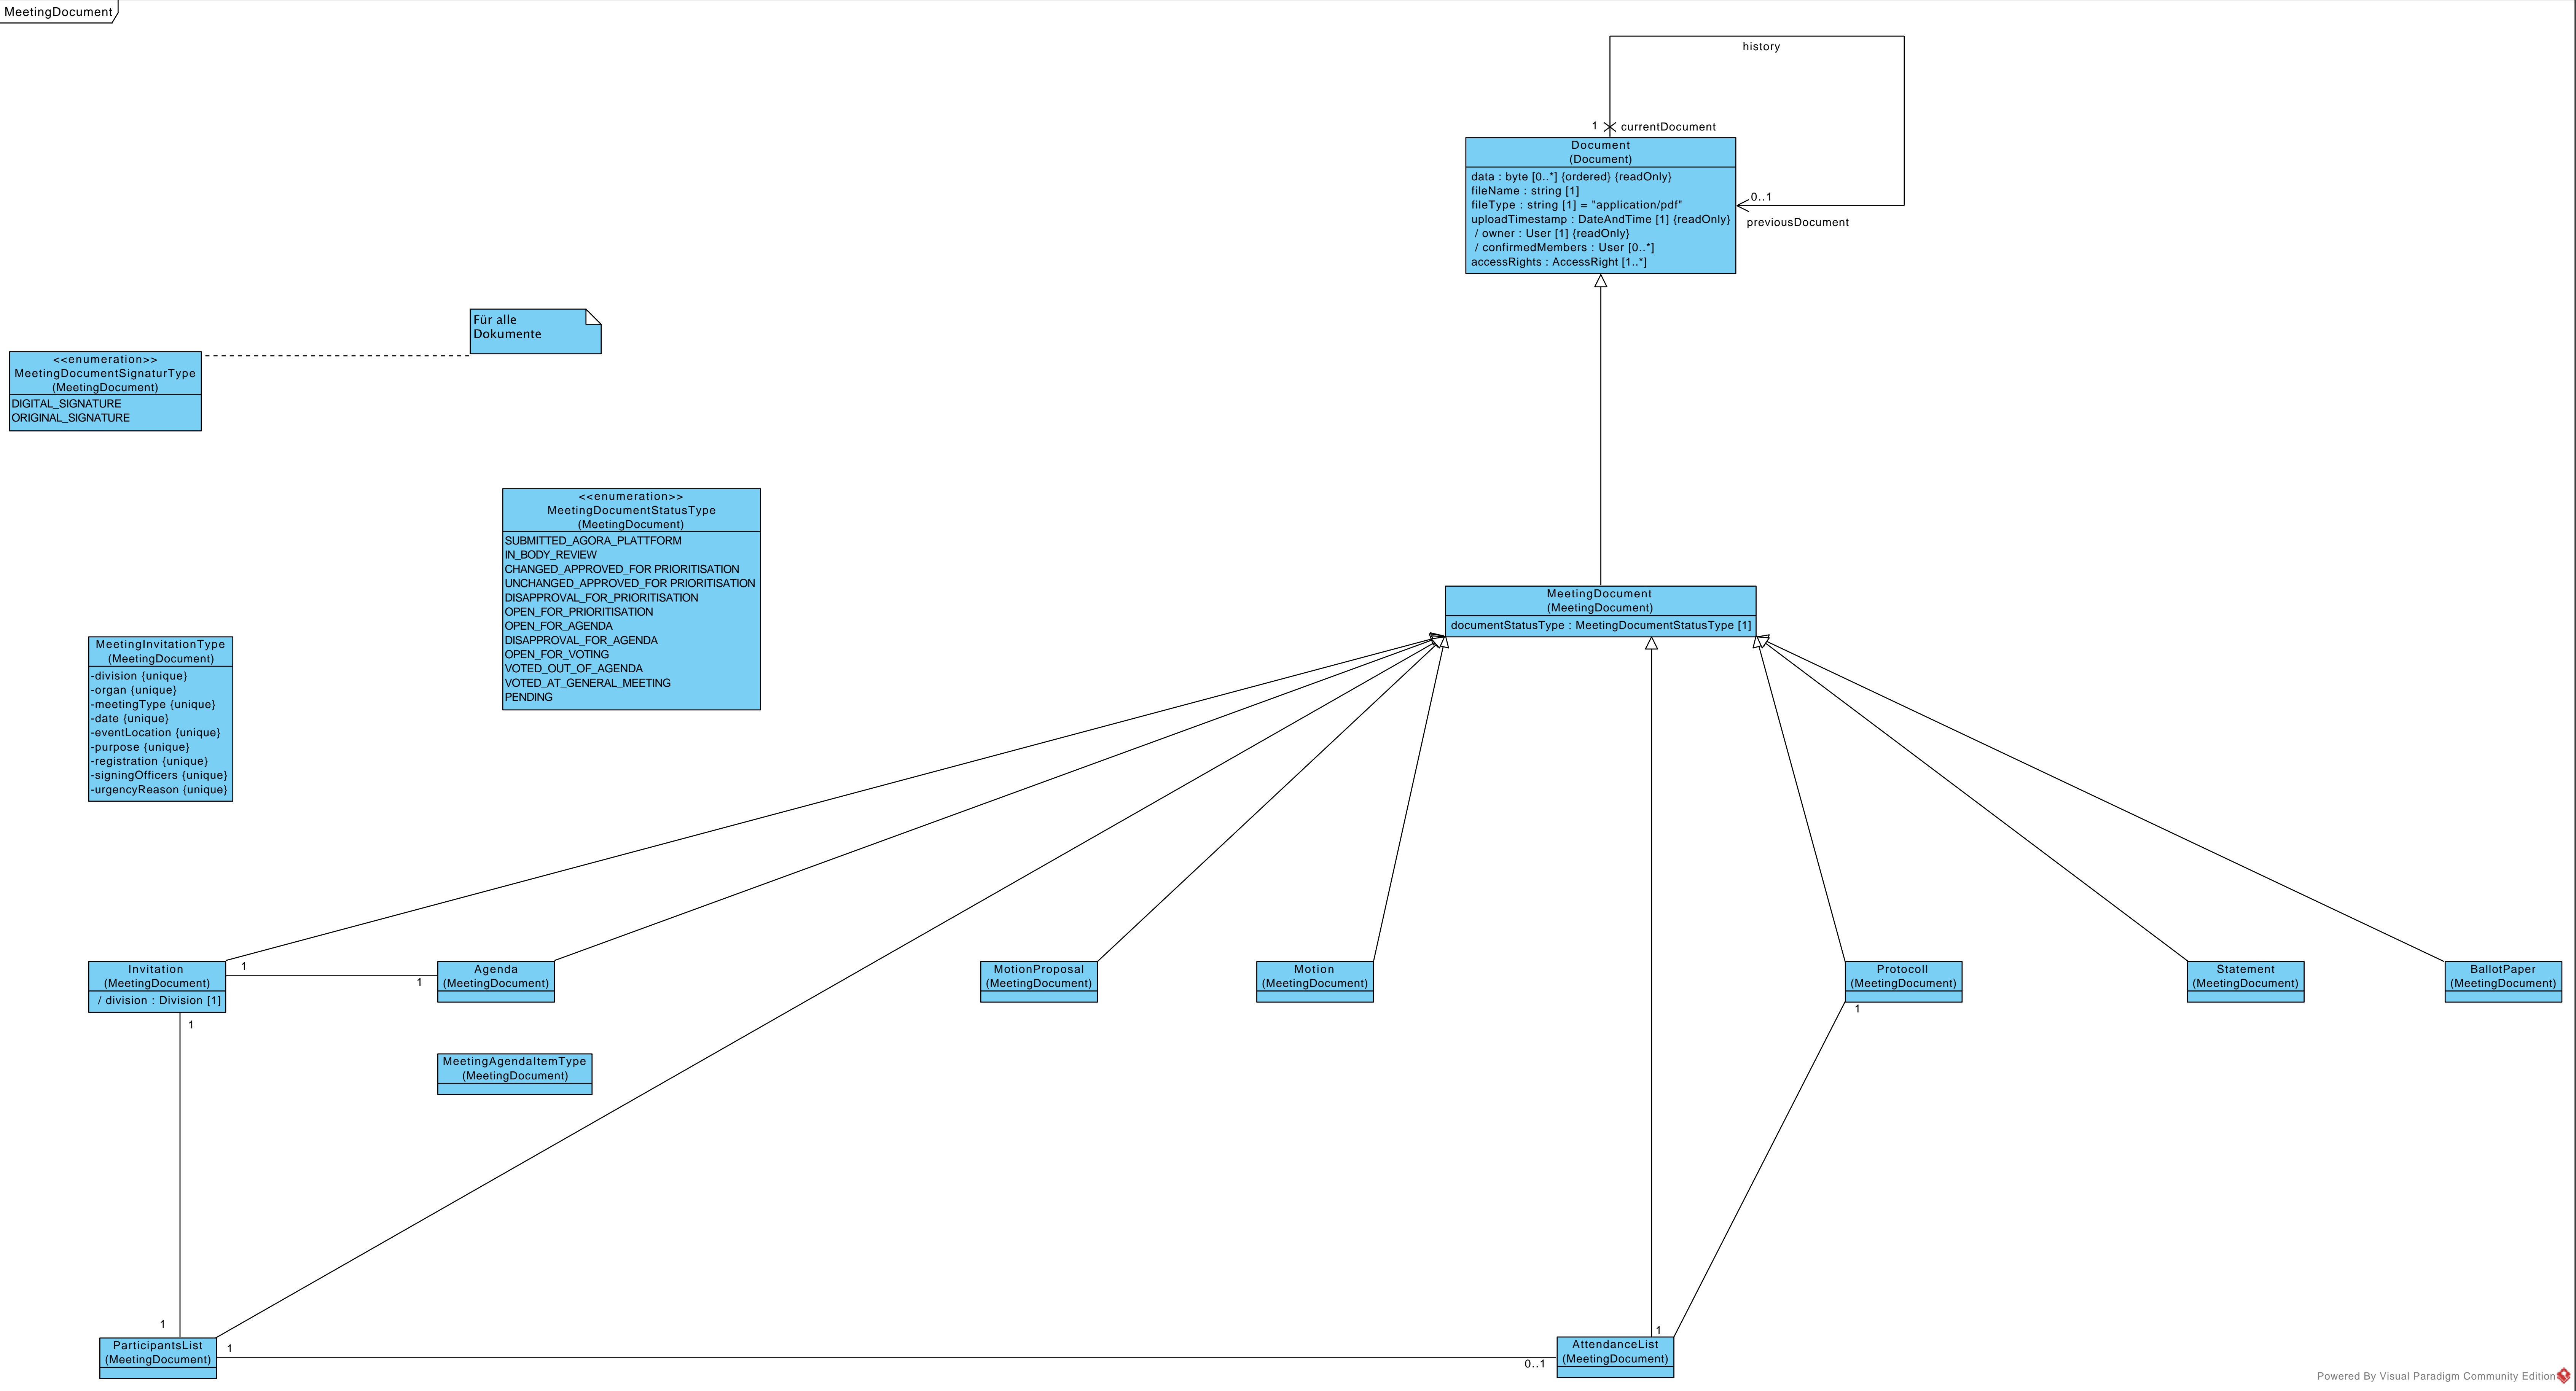 MeetingDocument
history
1
currentDocument
Document
(Document)
data : byte [0..*] {ordered} {readOnly}
fileName : string [1]
fileType : string [1] = "application/pdf"
uploadTimestamp : DateAndTime [1] {readOnly}
/ owner : User [1] {readOnly}
/ confirmedMembers : User [0..*]
accessRights : AccessRight [1..*]
0..1
previousDocument
Für alle
Dokumente
<<enumeration>>
MeetingDocumentSignaturType
(MeetingDocument)
DIGITAL_SIGNATURE
ORIGINAL_SIGNATURE
<<enumeration>>
MeetingDocumentStatusType
(MeetingDocument)
SUBMITTED_AGORA_PLATTFORM
IN_BODY_REVIEW
CHANGED_APPROVED_FOR PRIORITISATION
UNCHANGED_APPROVED_FOR PRIORITISATION
DISAPPROVAL_FOR_PRIORITISATION
OPEN_FOR_PRIORITISATION
OPEN_FOR_AGENDA
DISAPPROVAL_FOR_AGENDA
OPEN_FOR_VOTING
VOTED_OUT_OF_AGENDA
VOTED_AT_GENERAL_MEETING
PENDING
MeetingDocument
(MeetingDocument)
documentStatusType : MeetingDocumentStatusType [1]
MeetingInvitationType
(MeetingDocument)
-division {unique}
-organ {unique}
-meetingType {unique}
-date {unique}
-eventLocation {unique}
-purpose {unique}
-registration {unique}
-signingOfficers {unique}
-urgencyReason {unique}
Invitation
(MeetingDocument)
/ division : Division [1]
1
1
Agenda
(MeetingDocument)
MotionProposal
(MeetingDocument)
Motion
(MeetingDocument)
Protocoll
(MeetingDocument)
Statement
(MeetingDocument)
BallotPaper
(MeetingDocument)
1
1
MeetingAgendaItemType
(MeetingDocument)
1
ParticipantsList
(MeetingDocument)
1
0..1
1
AttendanceList
(MeetingDocument)
Powered By Visual Paradigm Community Edition